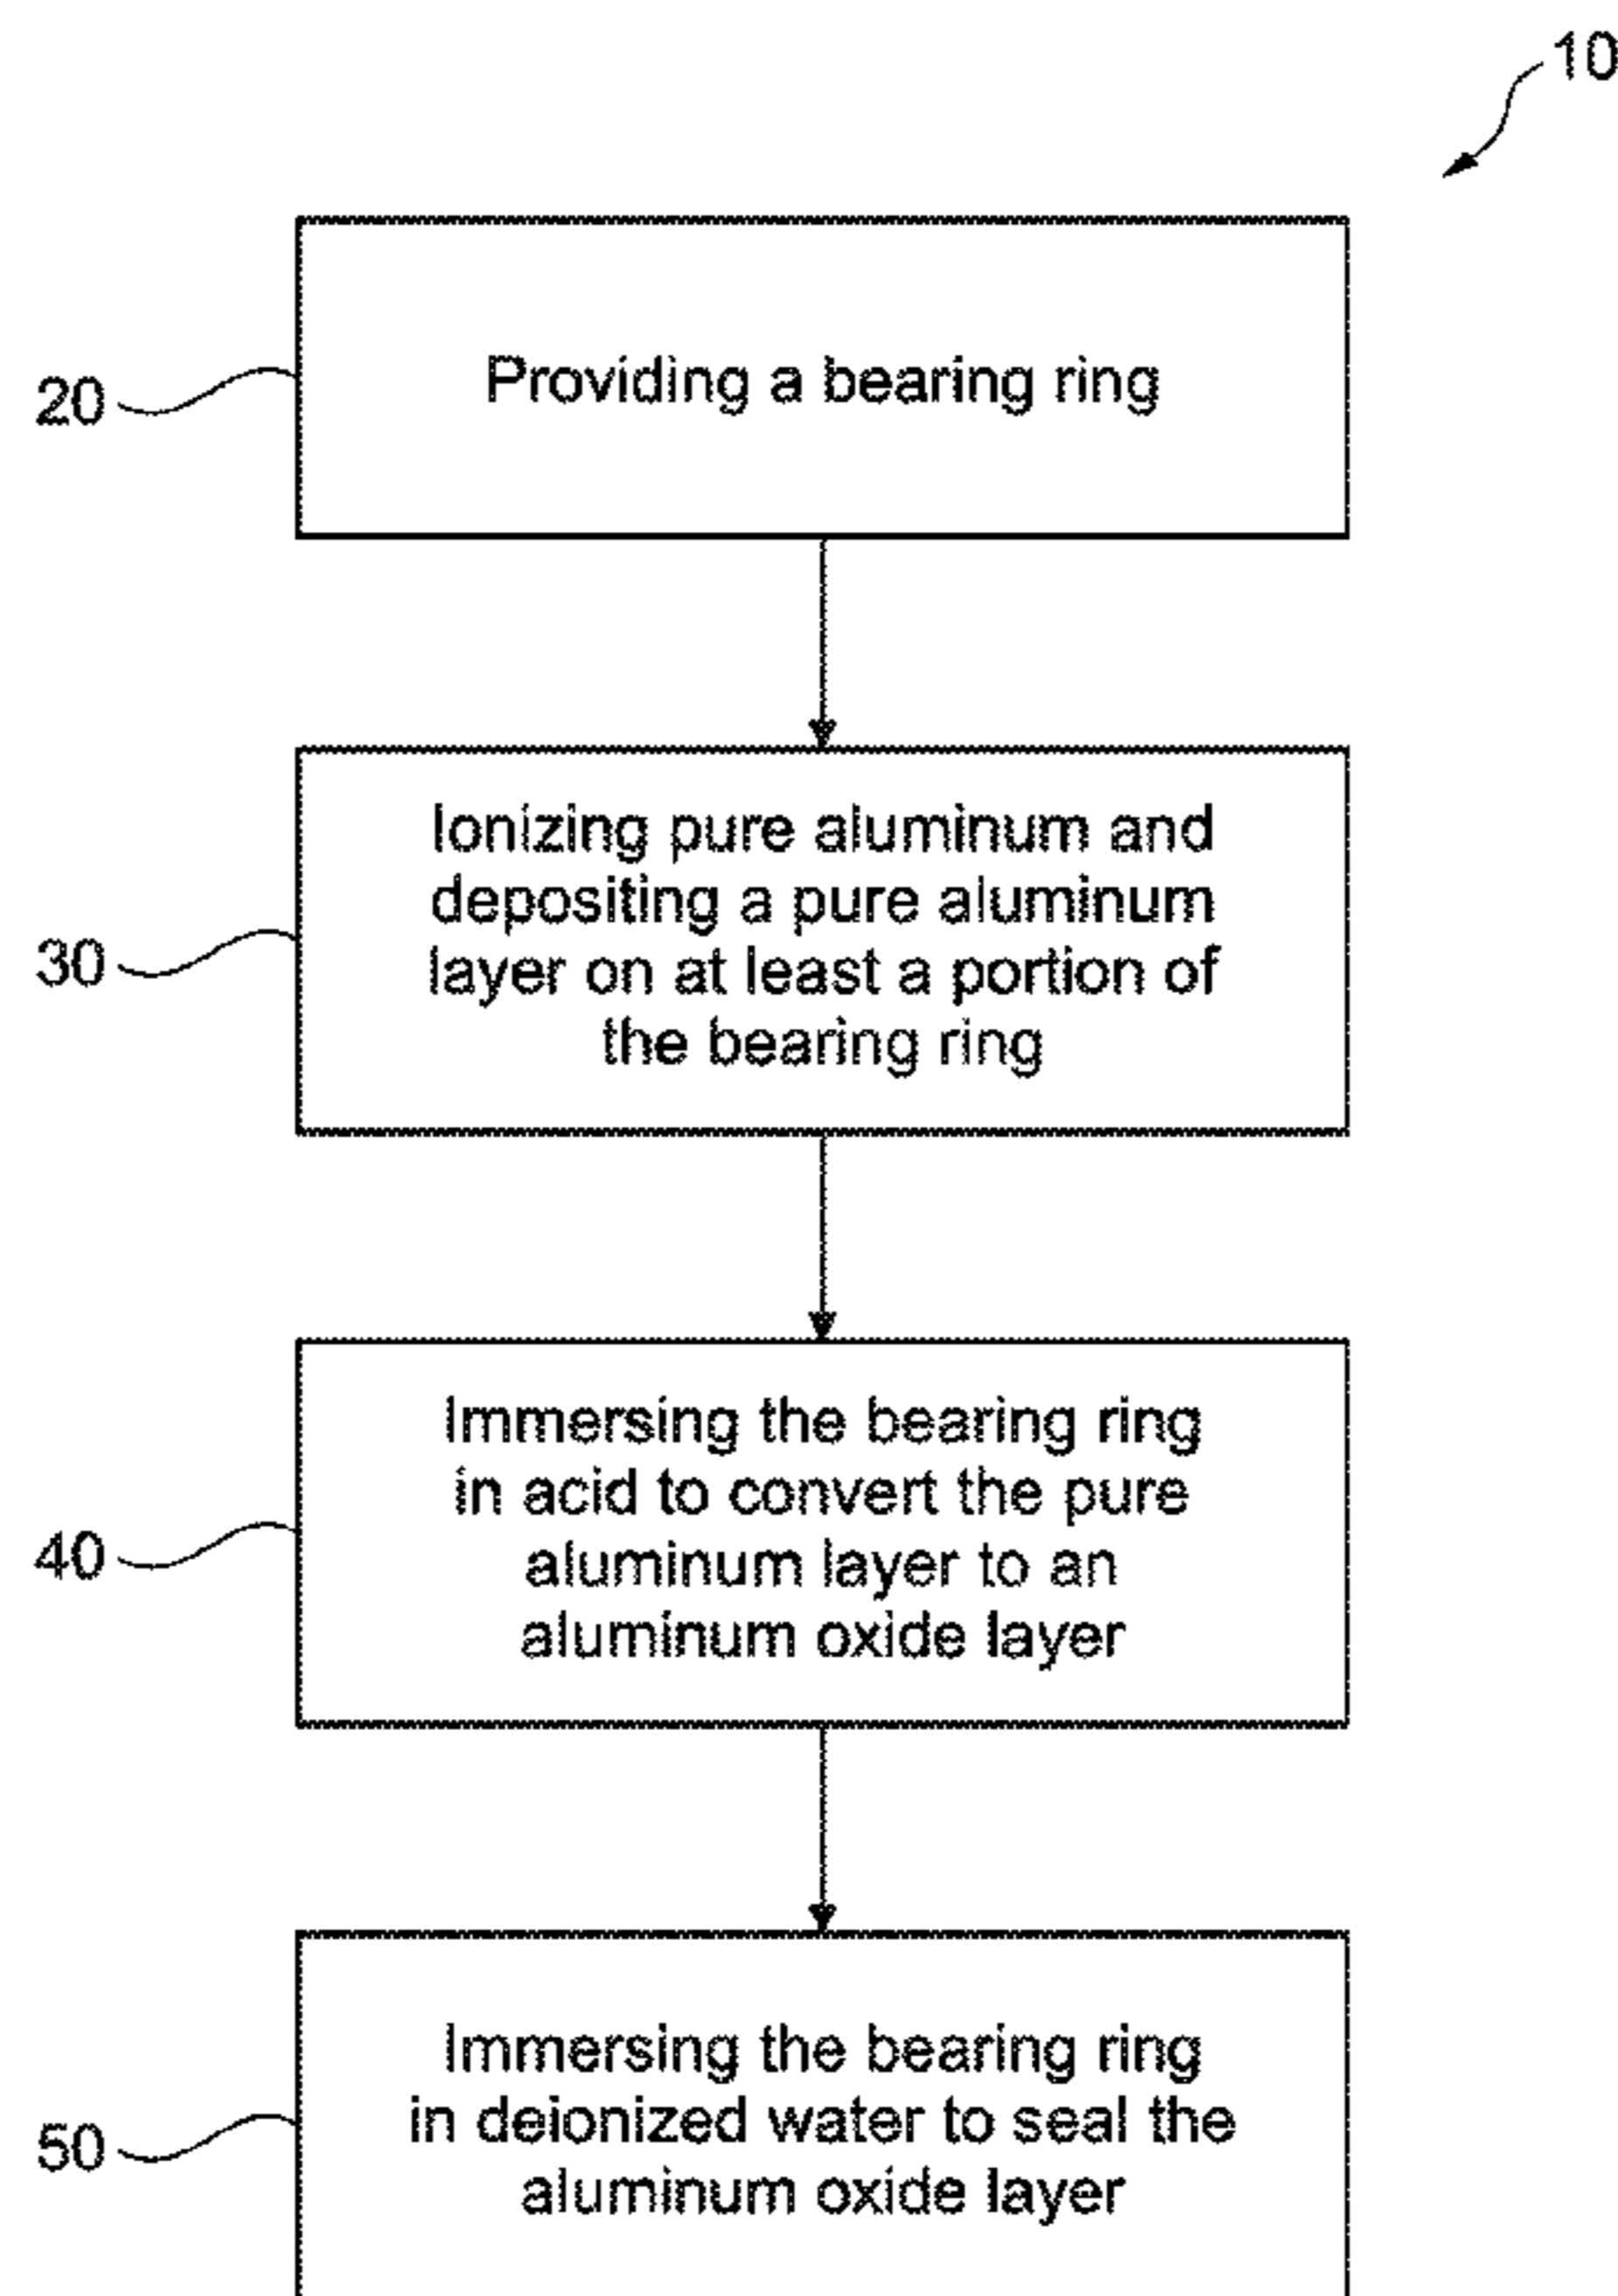 10
20
Providing a bearing ring
30
Ionizing pure aluminum and
depositing a pure aluminum
layer on at least a portion of
the bearing ring
40
Immersing the bearing ring
in acid to convert the pure
aluminum layer to an
aluminum oxide layer
50
Immersing the bearing ring
in deionized water to seal the
aluminum oxide layer